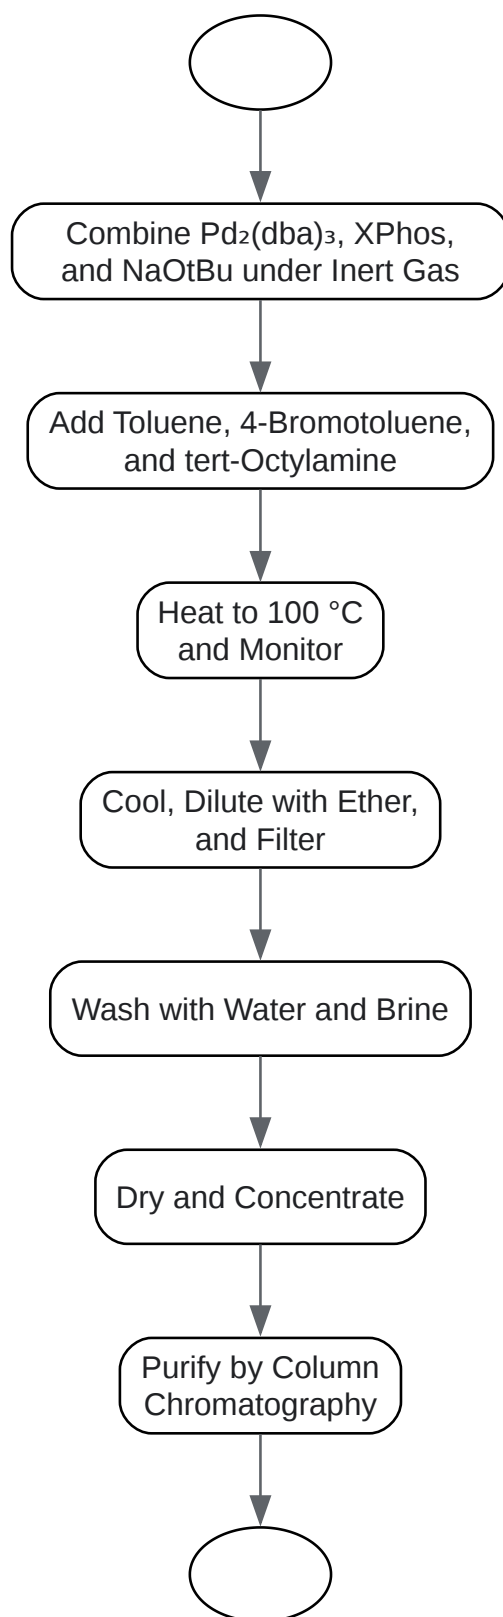 Combine Pd₂(dba)₃, XPhos,
and NaOtBu under Inert Gas
Add Toluene, 4-Bromotoluene,
and tert-Octylamine
Heat to 100 °C
and Monitor
Cool, Dilute with Ether,
and Filter
Wash with Water and Brine
Dry and Concentrate
Purify by Column
Chromatography